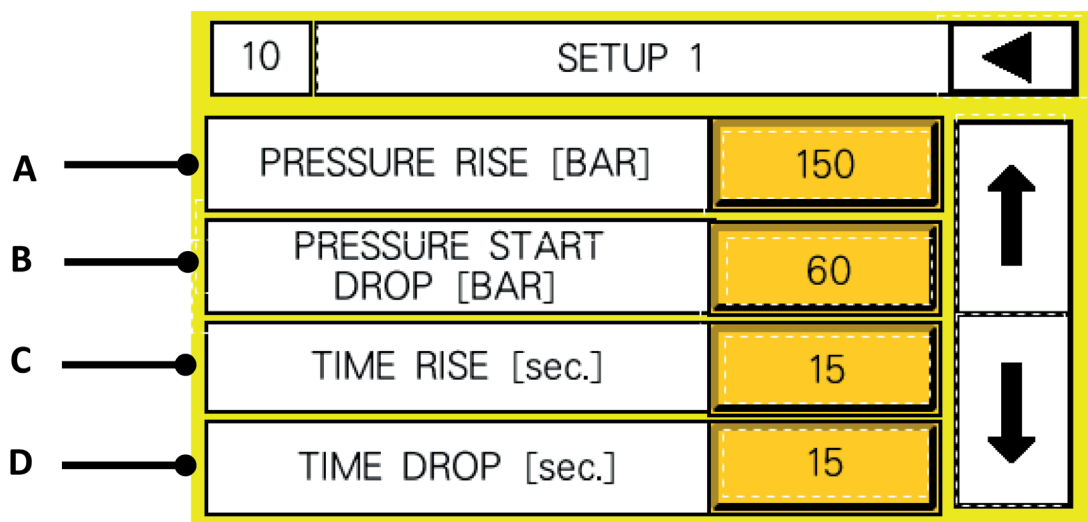 10
SETUP 1
A
PRESSURE RISE [BAR]
150
B
PRESSURE START
DROP [BAR]
60
C
TIME RISE [sec.]
15
D
TIME DROP [sec.]
15